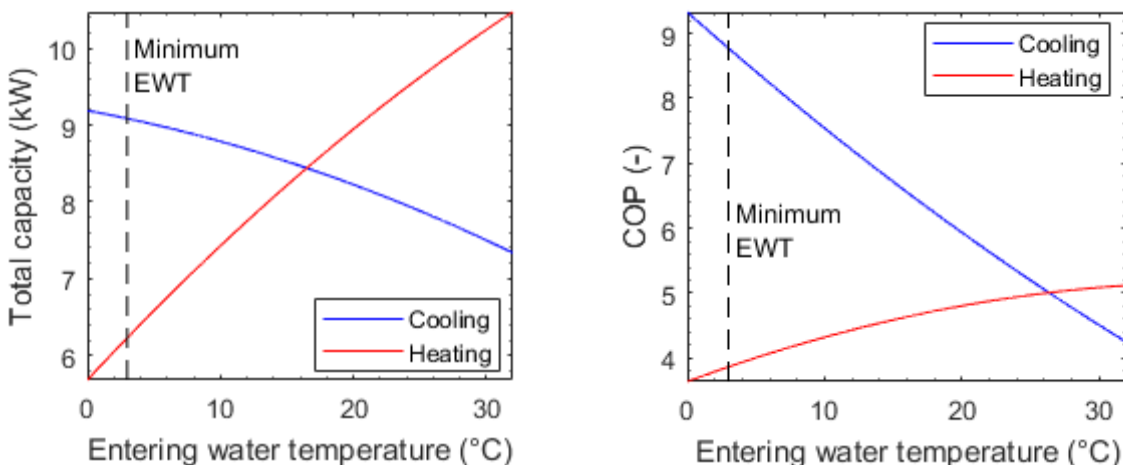 Total capacity (kW)
10
9
8
7
6
Minimum
EWT
Cooling
Heating
0
10
20
30
Entering water temperature (°C)
COP (-)
9
8
7
6
5
4
Cooling
Heating
Minimum
EWT
0
10
20
30
Entering water temperature (°C)